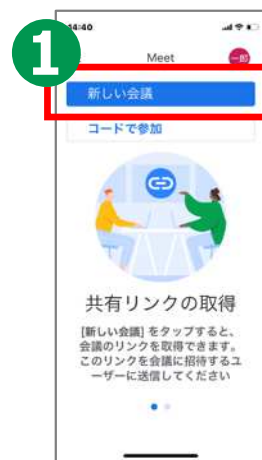 1
14:40
Meet
一郎
新しい会議
コードで参加
共有リンクの取得
[新しい会議] をタップすると、
会議のリンクを取得できます。
このリンクを会議に招待するユ
ーザーに送信してください